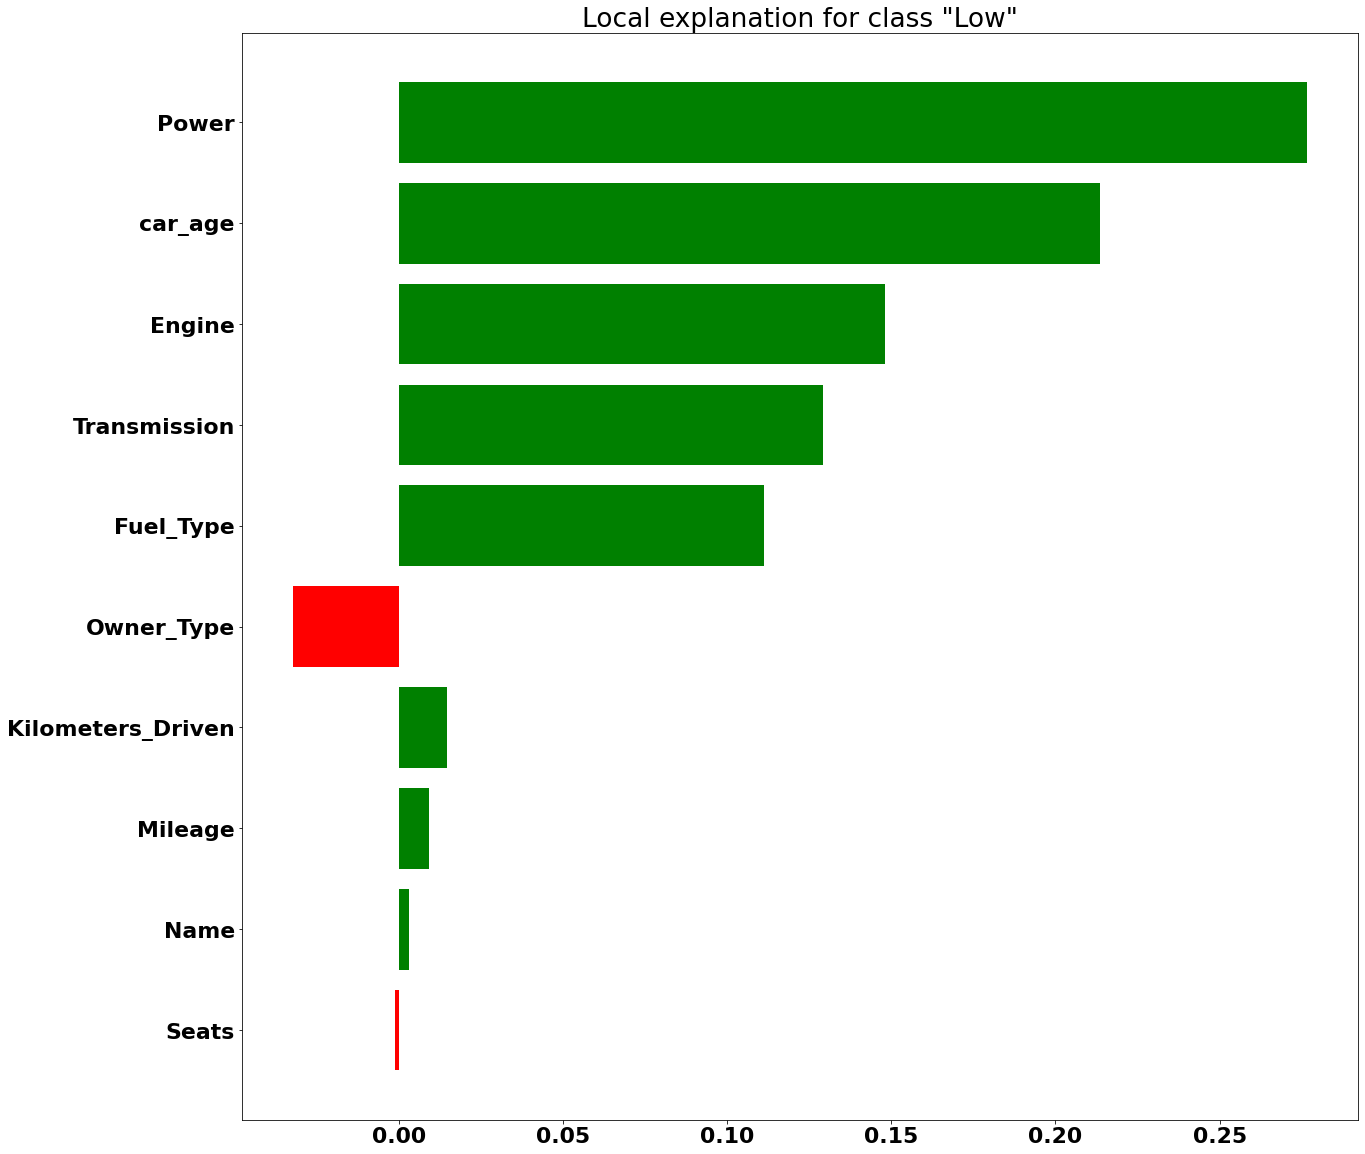 Local explanation for class "Low"
Power
car_age
Engine
Transmission
Fuel_Type
Owner_Type
Kilometers_Driven
Mileage
Name
Seats
0.00 0.05 0.10 0.15 0.20 0.25